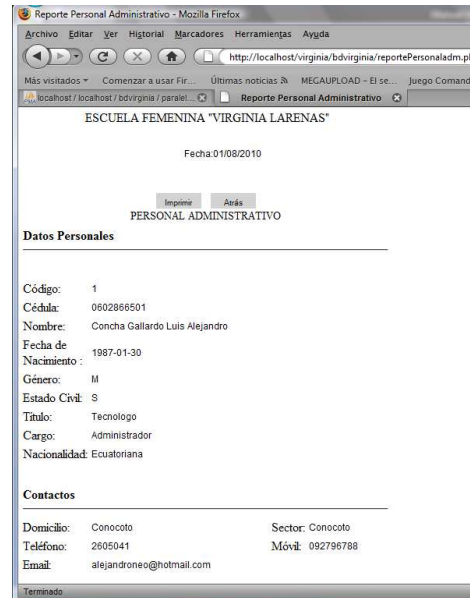 Reporte Personal Administrativo - Mozilla Firefox
Archivo Editar Ver Historial Marcadores Herramientas Ayuda
http://localhost/virginia/bdvirginia/reportePersonaladm.p
Más visitados Comenzar a usar Fir... Últimas noticias MEGAUPLOAD - El se... Juego Comand
localhost / localhost / bdvirginia / paralel... Reporte Personal Administrativo
ESCUELA FEMENINA "VIRGINIA LARENAS"
Fecha:01/08/2010
Imprimir Atrás
PERSONAL ADMINISTRATIVO
Datos Personales
Código: 1
Cédula: 0602866501
Nombre: Concha Gallardo Luis Alejandro
Fecha de
Nacimiento : 1987-01-30
Género: M
Estado Civil: S
Titulo: Tecnologo
Cargo: Administrador
Nacionalidad: Ecuatoriana
Contactos
Domicilio: Conocoto Sector: Conocoto
Teléfono: 2605041 Móvil: 092796788
Email: alejandroneo@hotmail.com
Terminado